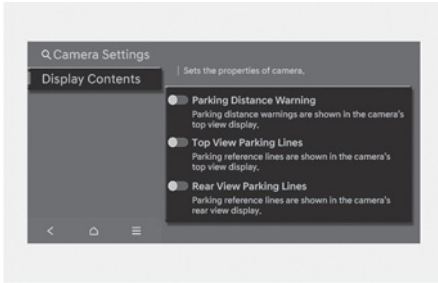 Camera Settings
Display Contents
Sets the properties of camera.
Parking Distance Warning
Parking distance warnings are shown in the camera's
top view display.
Top View Parking Lines
Parking reference lines are shown in the camera's
top view display.
Rear View Parking Lines
Parking reference lines are shown in the camera's
rear view display.